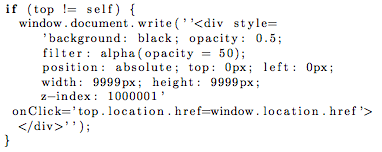 if (top != self) {
window.document.write(''<div style=
'background: black; opacity: 0.5;
filter: alpha(opacity = 50);
position: absolute; top: 0px; left: 0px;
width: 9999px; height: 9999px;
z-index: 1000001'
onClick='top.location.href=window.location.href'>
</div>'');
}